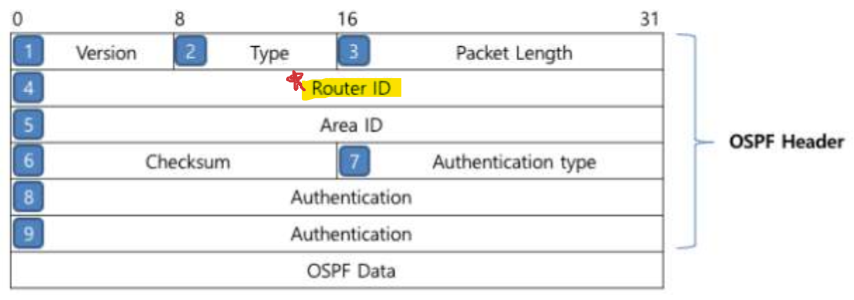 0 8 16 31
1 Version 2 Type 3 Packet Length
4 Router ID
5 Area ID
OSPF Header
6 Checksum 7 Authentication type
8 Authentication
9 Authentication
OSPF Data